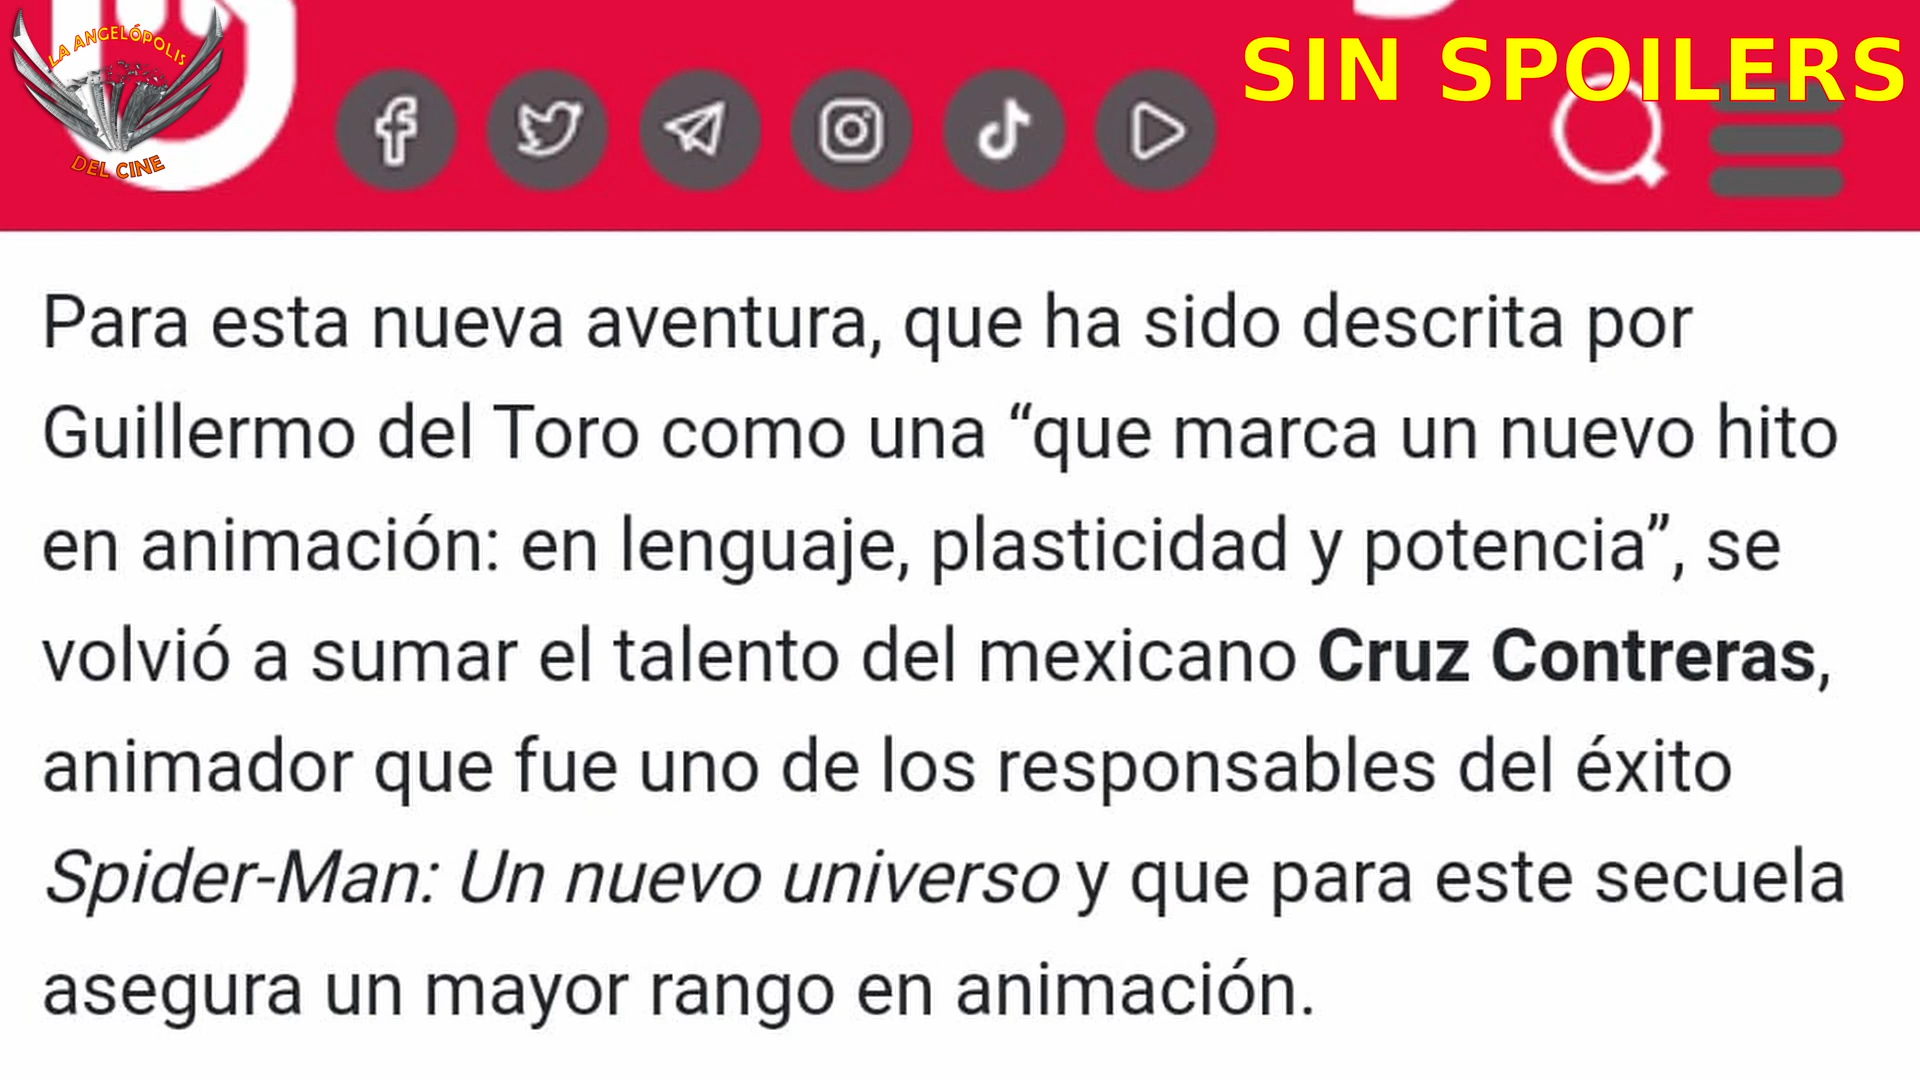 LA ANGELÓPOLIS
DEL CINE
SIN SPOILERS
Para esta nueva aventura, que ha sido descrita por
Guillermo del Toro como una “que marca un nuevo hito
en animación: en lenguaje, plasticidad y potencia”, se
volvió a sumar el talento del mexicano Cruz Contreras,
animador que fue uno de los responsables del éxito
Spider-Man: Un nuevo universo y que para este secuela
asegura un mayor rango en animación.